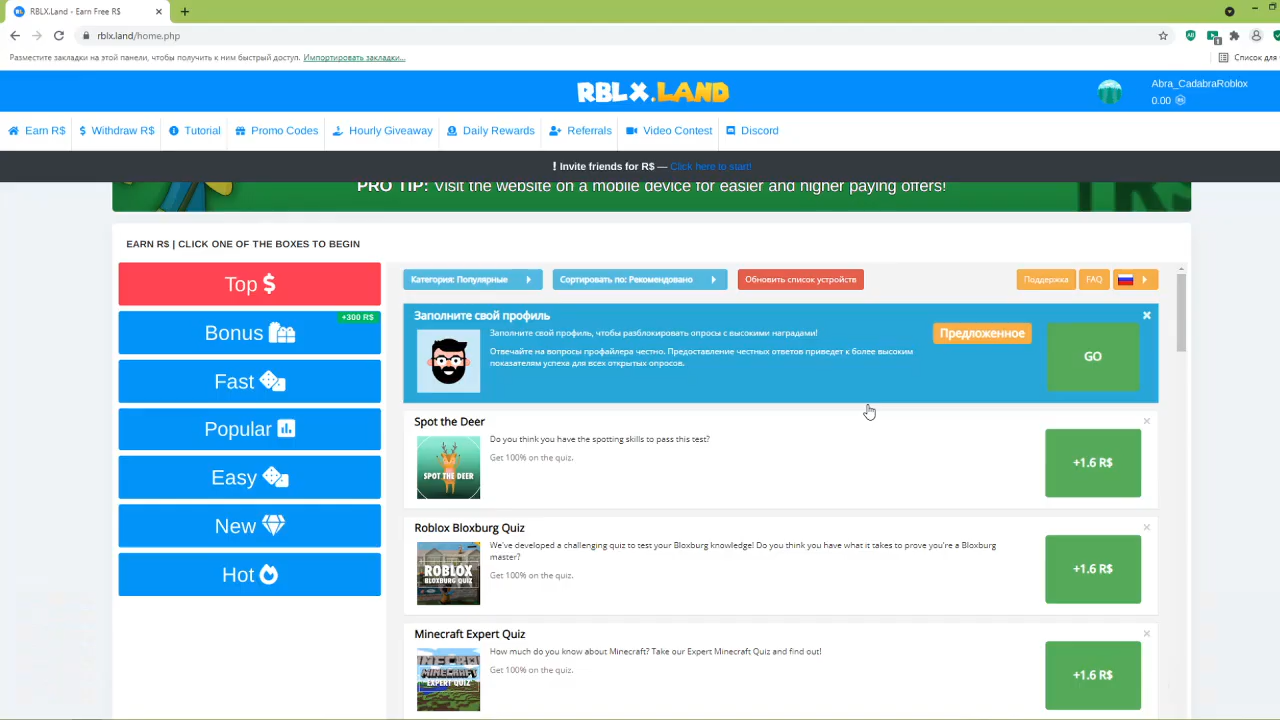 RBLX.Land - Earn Free R$
rblx.land/home.php
Разместите закладки на этой панели, чтобы получить к ним быстрый доступ. Импортировать закладки...
Список для
RBLX.LAND
Abra_CadabraRoblox
0.00
Earn R$ Withdraw R$ Tutorial Promo Codes Hourly Giveaway Daily Rewards Referrals Video Contest Discord
! Invite friends for R$ — Click here to start!
PRO TIP: Visit the website on a mobile device for easier and higher paying offers!
EARN R$ | CLICK ONE OF THE BOXES TO BEGIN
Top $
Bonus
+300 R$
Fast
Popular
Easy
New
Hot
Категория: Популярные
Сортировать по: Рекомендовано
Обновить список устройств
Поддержка
FAQ
Заполните свой профиль
Заполните свой профиль, чтобы разблокировать опросы с высокими наградами!
Отвечайте на вопросы профайлера честно. Предоставление честных ответов приведет к более высоким
показателям успеха для всех открытых опросов.
Предложенное
GO
Spot the Deer
SPOT THE DEER
Do you think you have the spotting skills to pass this test?
Get 100% on the quiz.
+1.6 R$
Roblox Bloxburg Quiz
ROBLOX
BLOXBURG QUIZ
We've developed a challenging quiz to test your Bloxburg knowledge! Do you think you have what it takes to prove you're a Bloxburg
master?
Get 100% on the quiz.
+1.6 R$
Minecraft Expert Quiz
MINECRAFT
EXPERT QUIZ
How much do you know about Minecraft? Take our Expert Minecraft Quiz and find out!
Get 100% on the quiz.
+1.6 R$